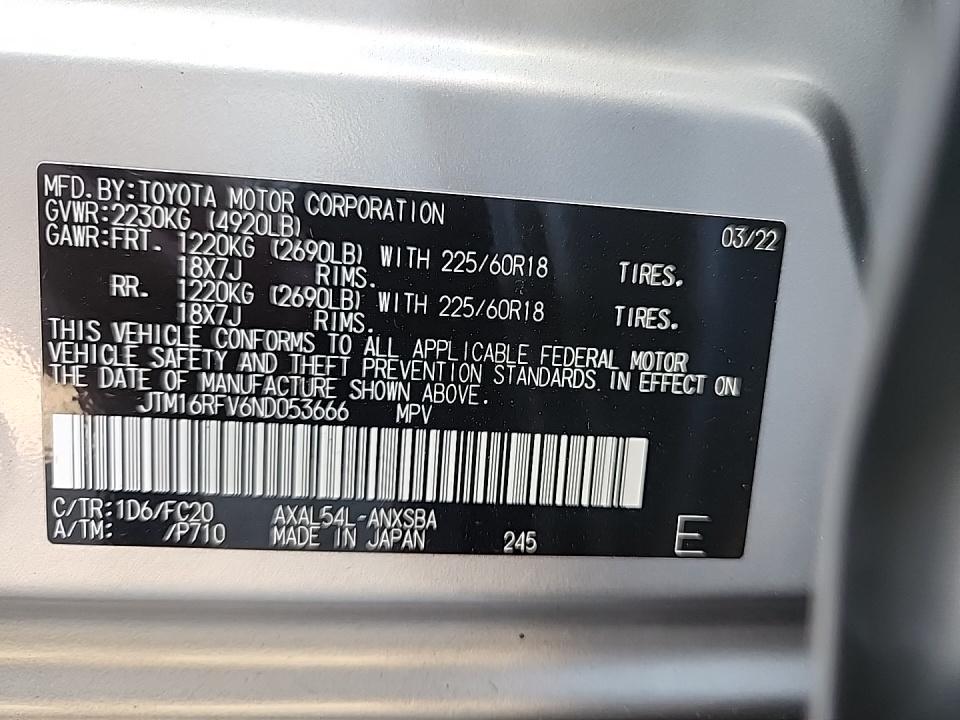 MFD. BY: TOYOTA MOTOR CORPORATION 03/22
GVWR: 2230KG (4920LB)
GAWR: FRT. 1220KG (2690LB) WITH 225/60R18 TIRES.
18X7J RIMS.
RR. 1220KG (2690LB) WITH 225/60R18 TIRES.
18X7J RIMS.
THIS VEHICLE CONFORMS TO ALL APPLICABLE FEDERAL MOTOR
VEHICLE SAFETY AND THEFT PREVENTION STANDARDS IN EFFECT ON
THE DATE OF MANUFACTURE SHOWN ABOVE.
JTM16RFV6ND053666 MPV
C/TR: 1D6/FC20 AXAL54L-ANXSBA
A/TM: /P710 MADE IN JAPAN 245 E